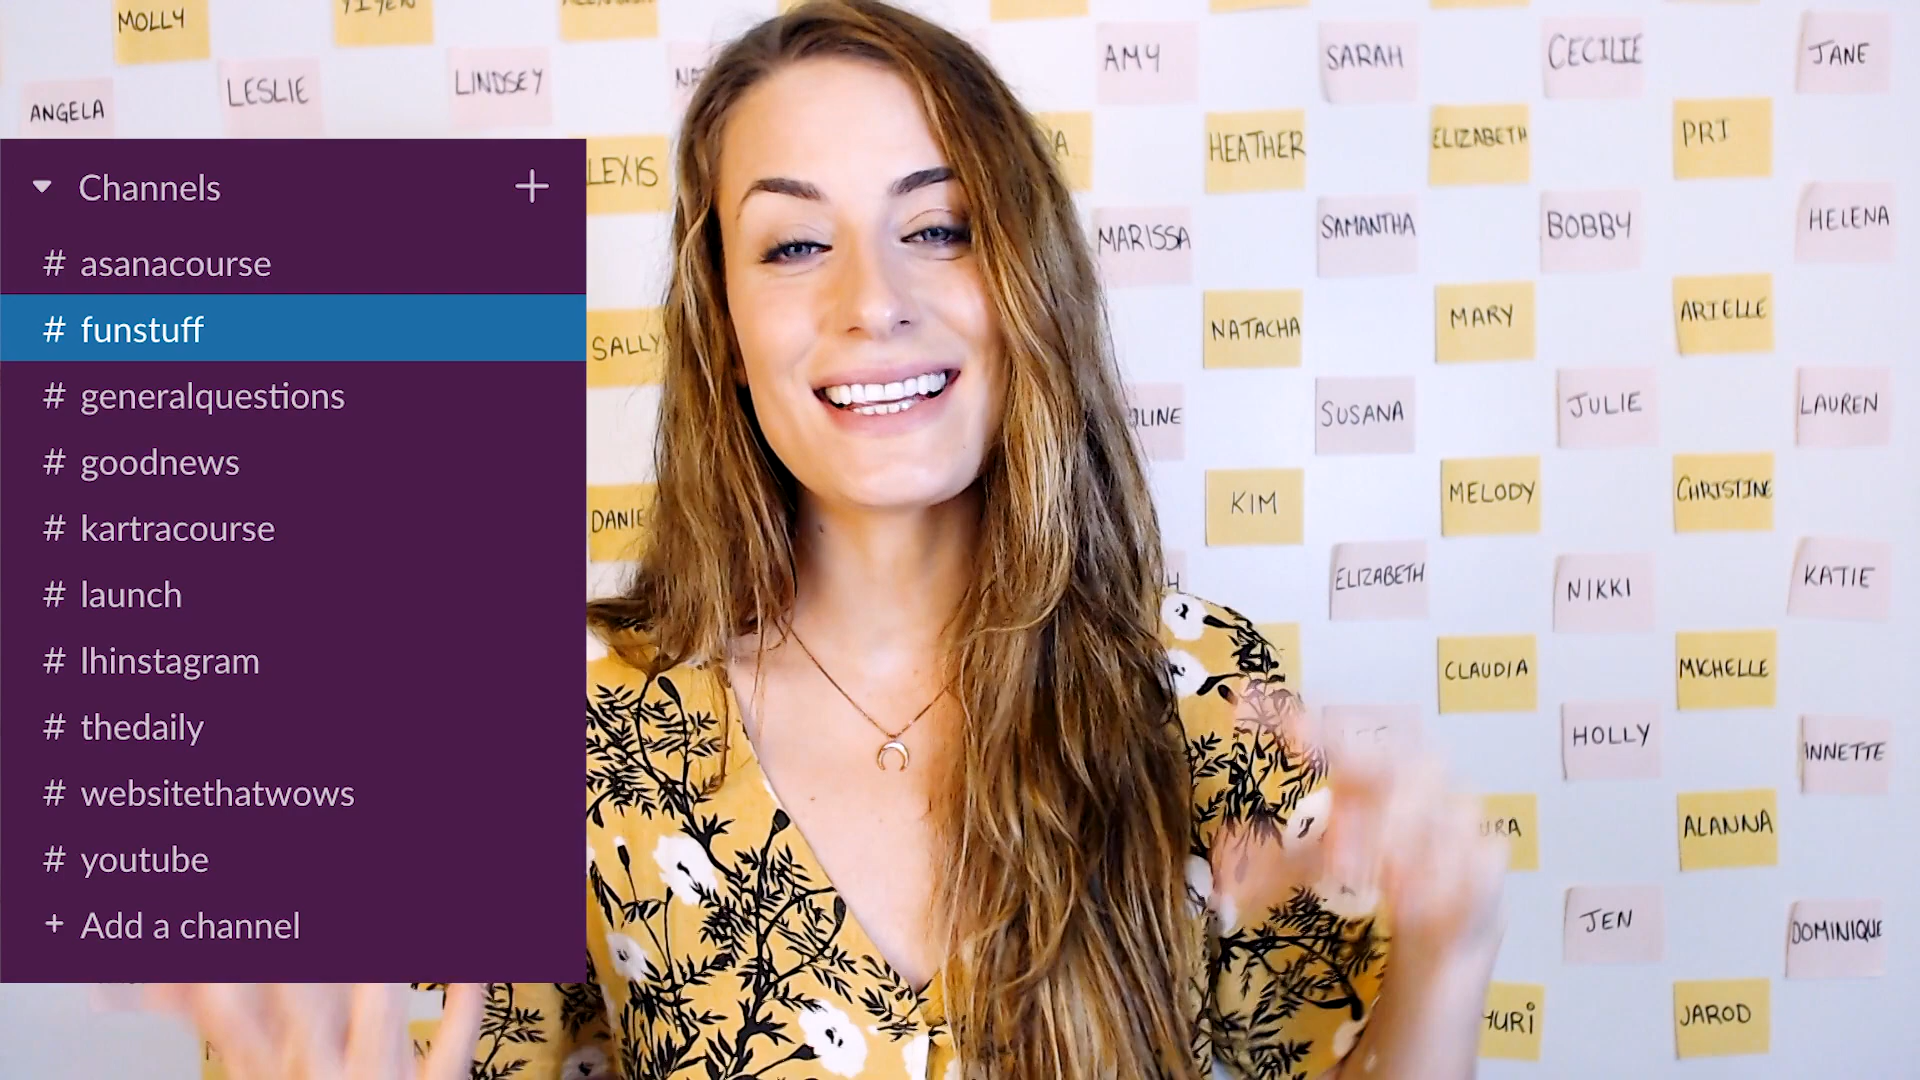 MOLLY
ANGELA
LESLIE
LINDSEY
AMY
SARAH
CECILIE
JANE
HEATHER
ELIZABETH
PRI
MARISSA
SAMANTHA
BOBBY
HELENA
SALLY
NATACHA
MARY
ARIELLE
SUSANA
JULIE
LAUREN
KIM
MELODY
CHRISTINE
ELIZABETH
NIKKI
KATIE
CLAUDIA
MICHELLE
HOLLY
INNETTE
ALANNA
JEN
DOMINIQUE
JAROD
Channels +
# asanacourse
# funstuff
# generalquestions
# goodnews
# kartracourse
# launch
# lhinstagram
# thedaily
# websitethatwows
# youtube
+ Add a channel